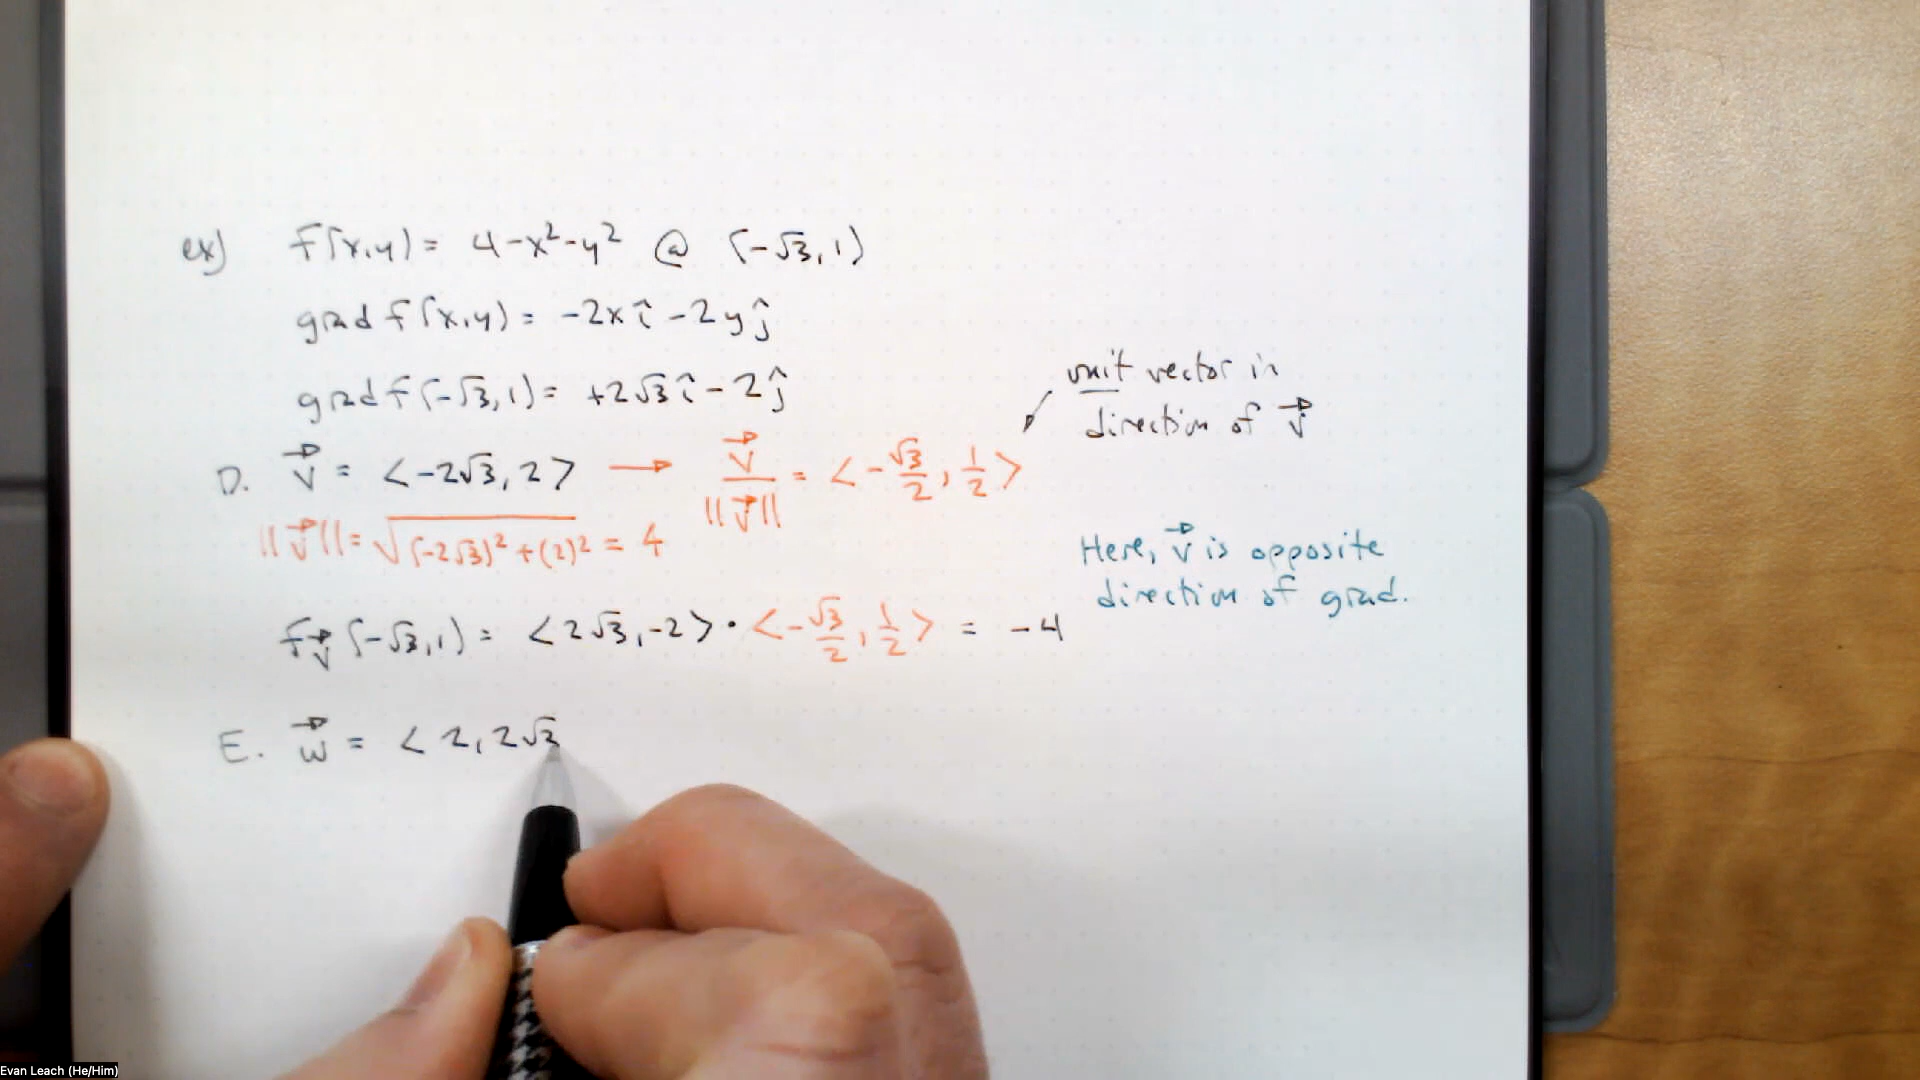 ex) f(x,y) = 4-x²-y² @ (-√3,1)
grad f(x,y) = -2x î - 2y ĵ
grad f(-√3,1) = +2√3 î - 2 ĵ
unit vector in
direction of v⃗
D. v⃗ = <-2√3, 2> → v⃗/||v⃗|| = <-√3/2, 1/2>
||v⃗|| = √((-2√3)²+(2)²) = 4
Here, v⃗ is opposite
direction of grad.
f_v⃗(-√3,1) = <2√3,-2> • <-√3/2, 1/2> = -4
E. w⃗ = < 2, 2√3
Evan Leach (He/Him)